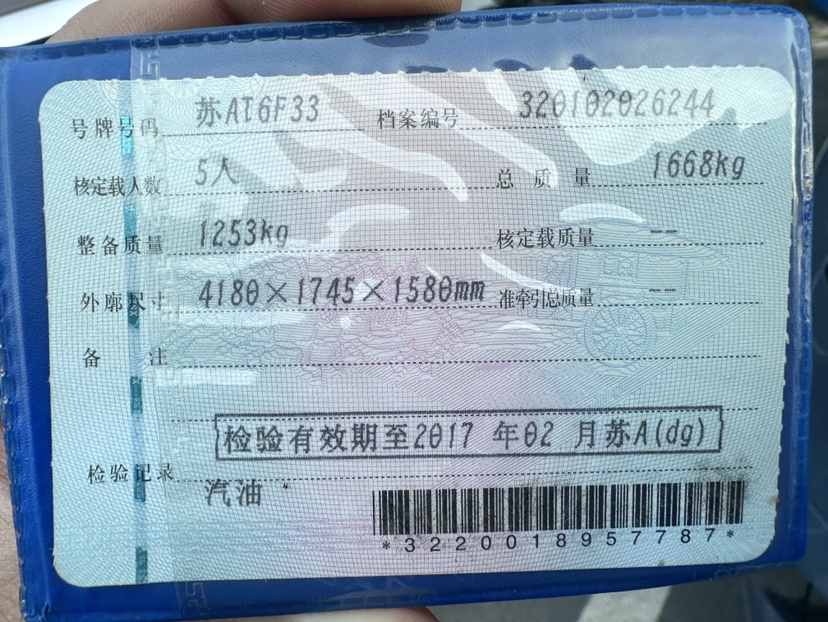 号牌号码 苏AT6F33 档案编号 320102026244
核定载人数 5人 总质量 1668kg
整备质量 1253kg 核定载质量 --
外廓尺寸 4180×1745×1580mm 准牵引总质量 --
备注
检验有效期至2017 年02 月苏A(dg)
检验记录
汽油
*3220018957787*